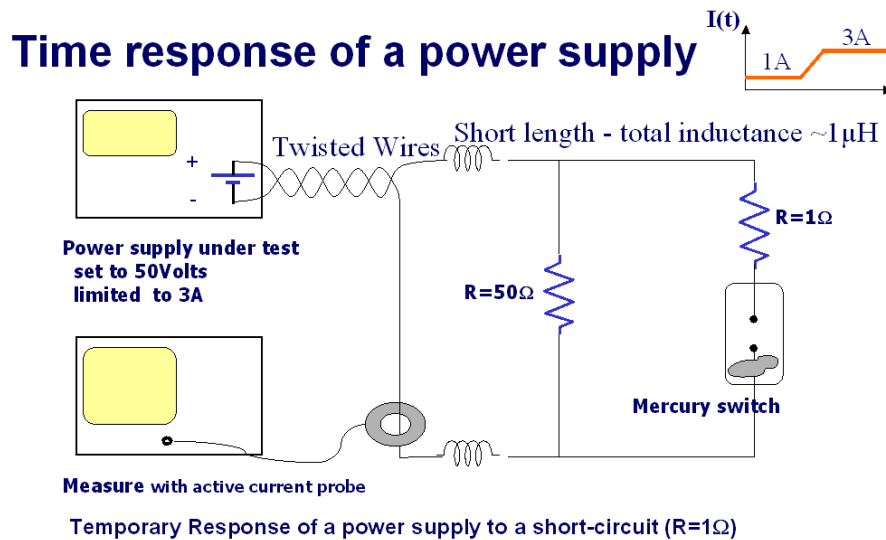 I(t)
Time response of a power supply
1A
3A
Twisted Wires
Short length - total inductance ~1µH
+
-
R=1Ω
Power supply under test
set to 50Volts
limited to 3A
R=50Ω
Mercury switch
Measure with active current probe
Temporary Response of a power supply to a short-circuit (R=1Ω)